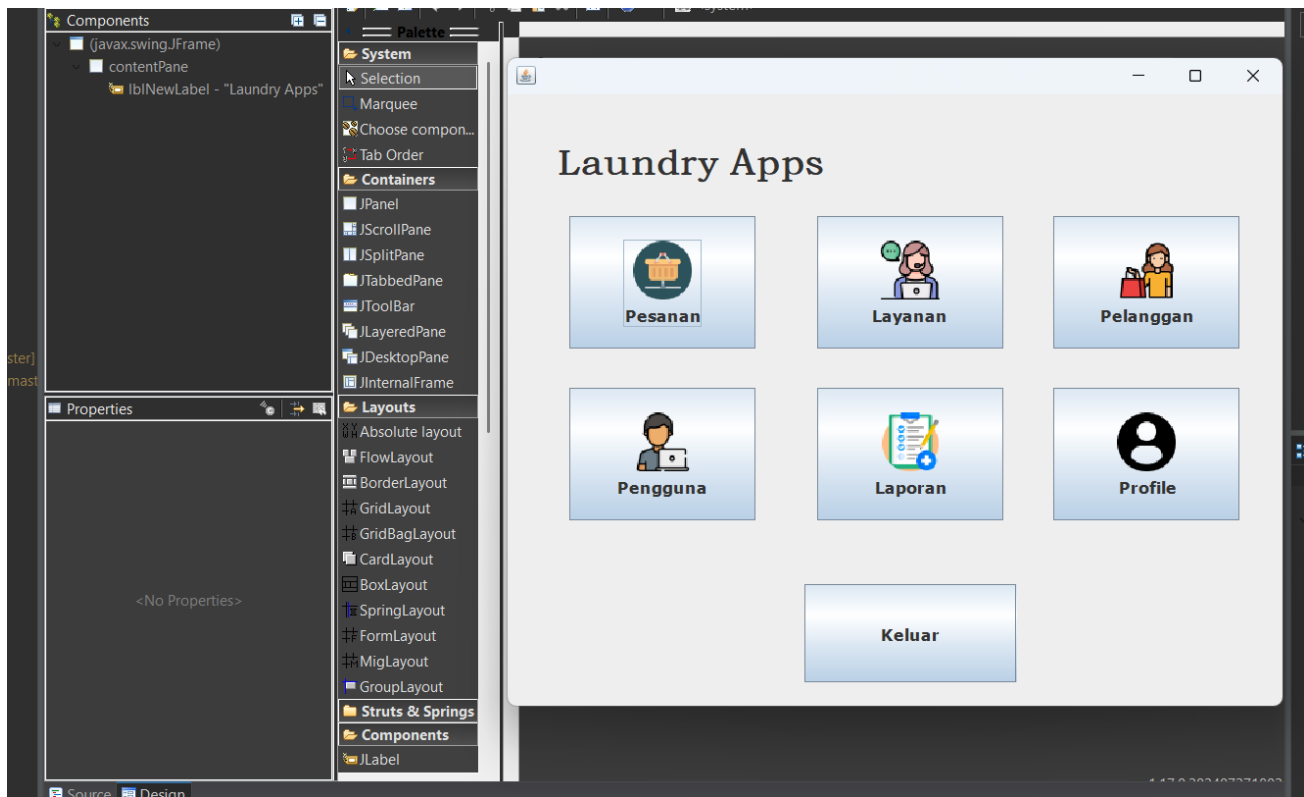 Components
(javax.swing.JFrame)
contentPane
lblNewLabel - "Laundry Apps"
ster]
mast
Properties
<No Properties>
Source
Design
Palette
System
Selection
Marquee
Choose compon...
Tab Order
Containers
JPanel
JScrollPane
JSplitPane
JTabbedPane
JToolBar
JLayeredPane
JDesktopPane
JInternalFrame
Layouts
Absolute layout
FlowLayout
BorderLayout
GridLayout
GridBagLayout
CardLayout
BoxLayout
SpringLayout
FormLayout
MigLayout
GroupLayout
Struts & Springs
Components
JLabel
Laundry Apps
Pesanan
Layanan
Pelanggan
Pengguna
Laporan
Profile
Keluar